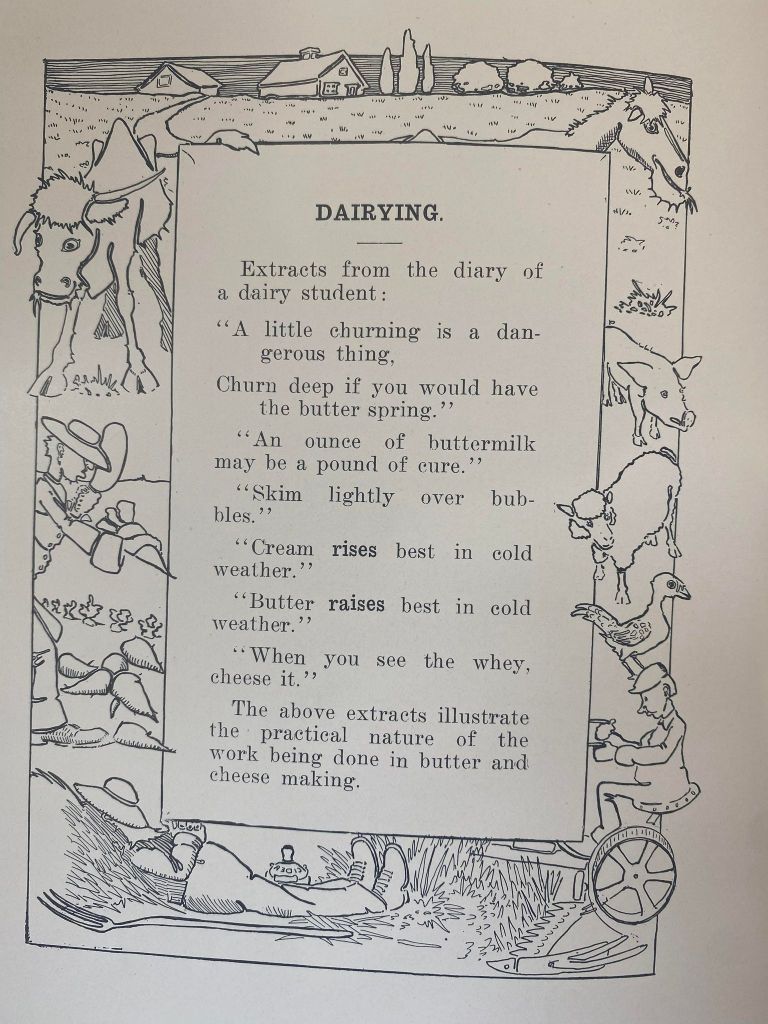 DAIRYING.
Extracts from the diary of
a dairy student:
“A little churning is a dan-
gerous thing,
Churn deep if you would have
the butter spring.”
“An ounce of buttermilk
may be a pound of cure.”
“Skim lightly over bub-
bles.”
“Cream rises best in cold
weather.”
“Butter raises best in cold
weather.”
“When you see the whey,
cheese it.”
The above extracts illustrate
the practical nature of the
work being done in butter and
cheese making.